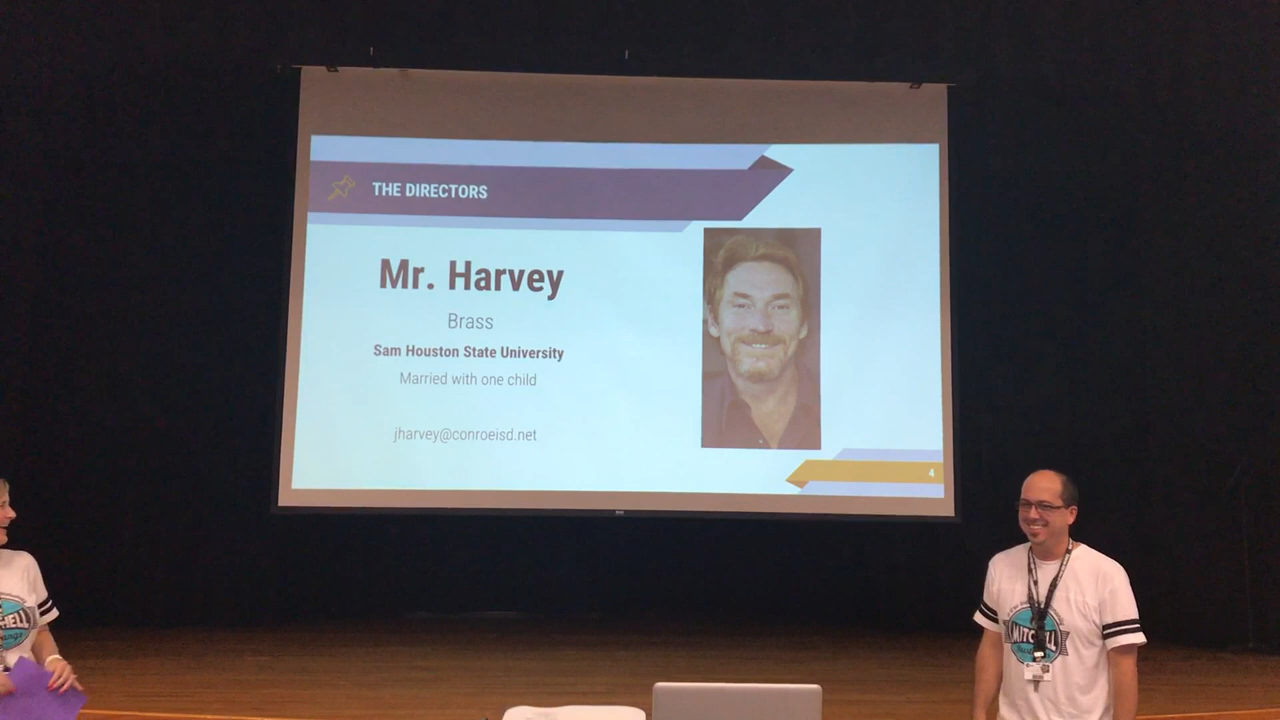 THE DIRECTORS
Mr. Harvey
Brass
Sam Houston State University
Married with one child
jharvey@conroeisd.net
4
MITCHELL